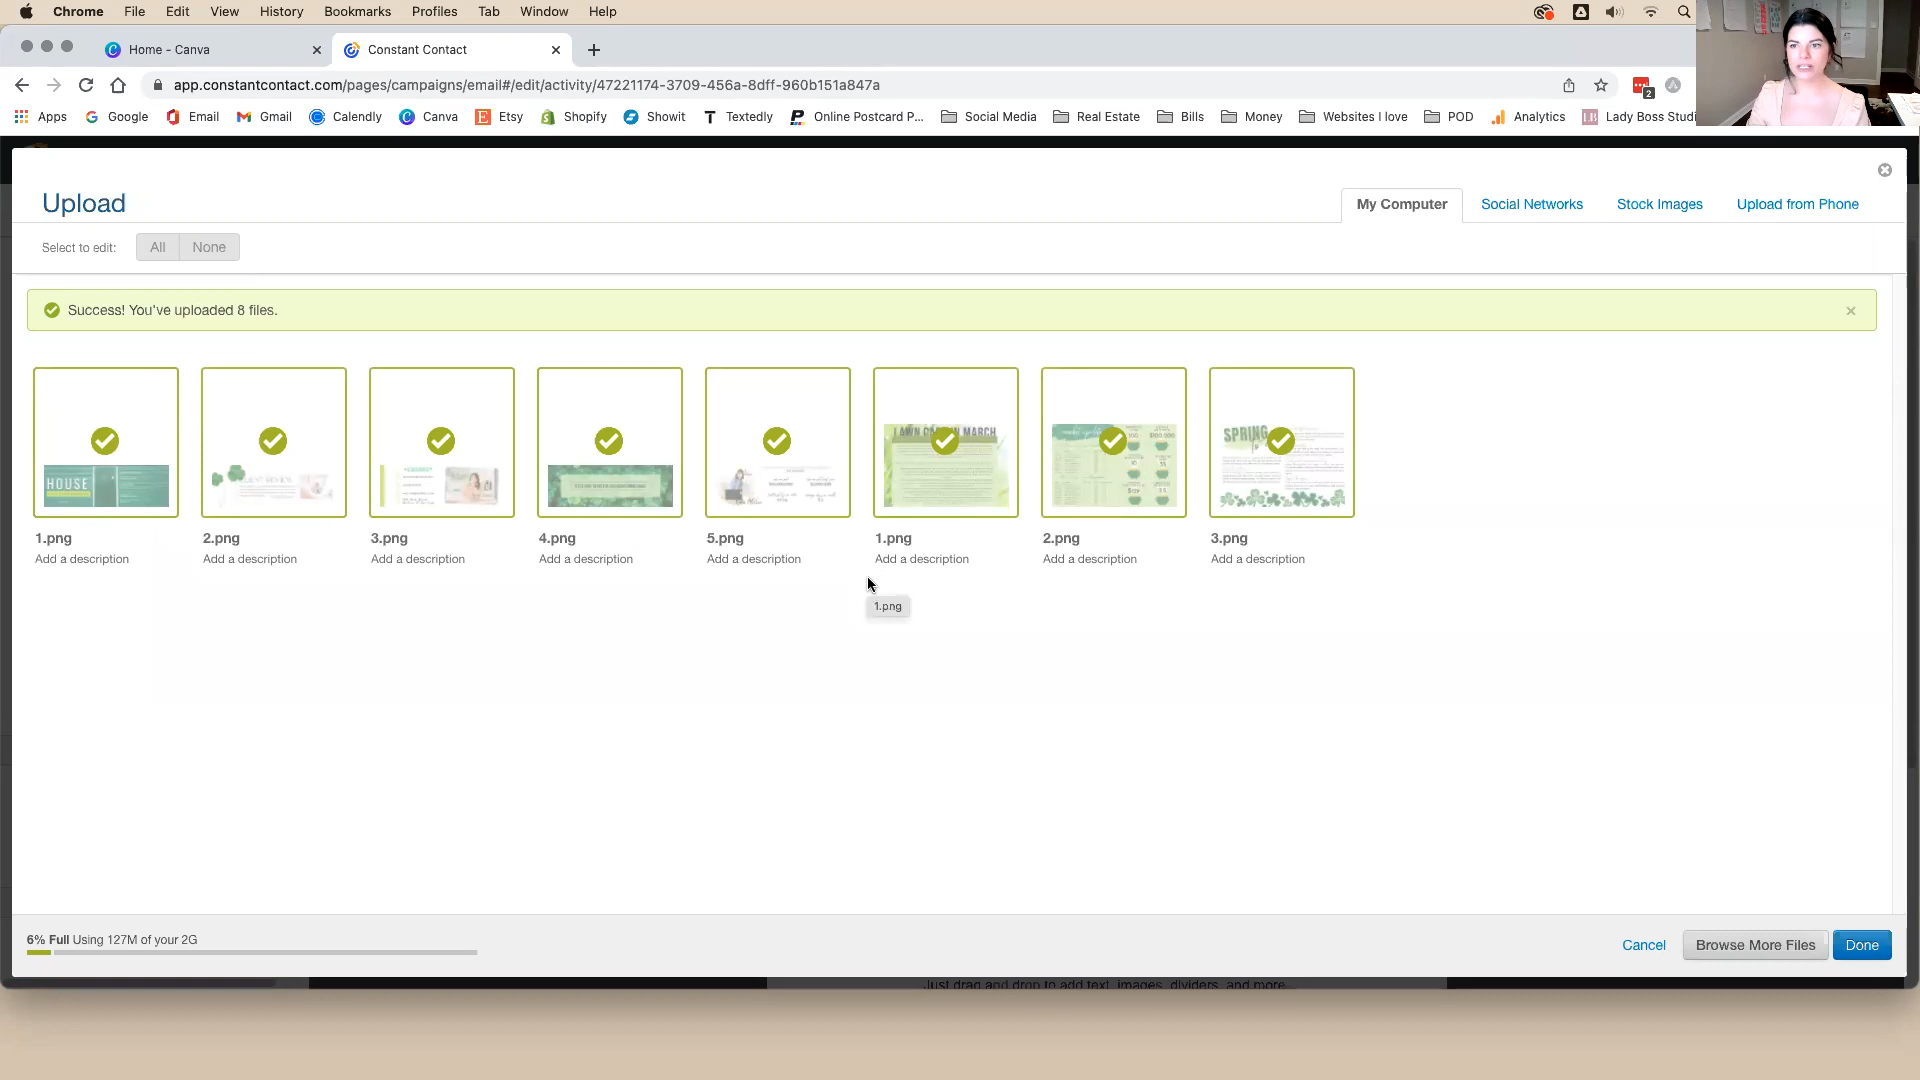 Chrome File Edit View History Bookmarks Profiles Tab Window Help
Home - Canva
Constant Contact
app.constantcontact.com/pages/campaigns/email#/edit/activity/47221174-3709-456a-8dff-960b151a847a
2
Apps Google Email Gmail Calendly Canva Etsy Shopify Showit Textedly Online Postcard P... Social Media Real Estate Bills Money Websites I love POD Analytics Lady Boss Studi
Upload
My Computer Social Networks Stock Images Upload from Phone
Select to edit: All None
Success! You've uploaded 8 files.
HOUSE
LAWN CARE IN MARCH
SPRING
1.png 2.png 3.png 4.png 5.png 1.png 2.png 3.png
Add a description Add a description Add a description Add a description Add a description Add a description Add a description Add a description
1.png
6% Full Using 127M of your 2G
Cancel Browse More Files Done
Just drag and drop to add text, images, dividers, and more.